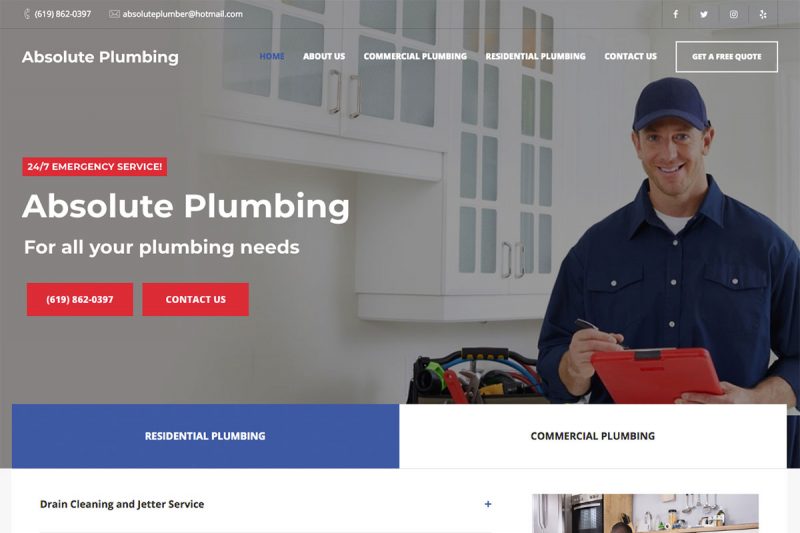 (619) 862-0397 absoluteplumber@hotmail.com
Absolute Plumbing
HOME ABOUT US COMMERCIAL PLUMBING RESIDENTIAL PLUMBING CONTACT US GET A FREE QUOTE
24/7 EMERGENCY SERVICE!
Absolute Plumbing
For all your plumbing needs
(619) 862-0397 CONTACT US
RESIDENTIAL PLUMBING COMMERCIAL PLUMBING
Drain Cleaning and Jetter Service +